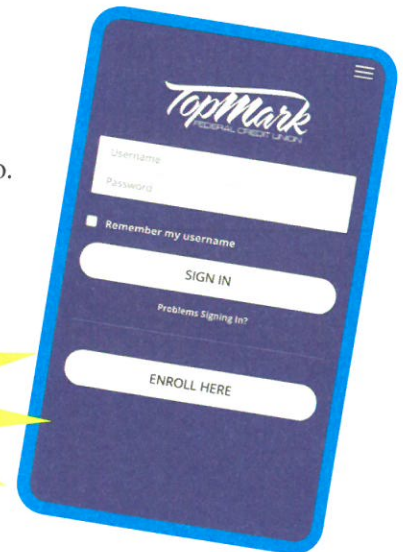 TopMark
FEDERAL CREDIT UNION
o.
Username
Password
Remember my username
SIGN IN
Problems Signing In?
ENROLL HERE